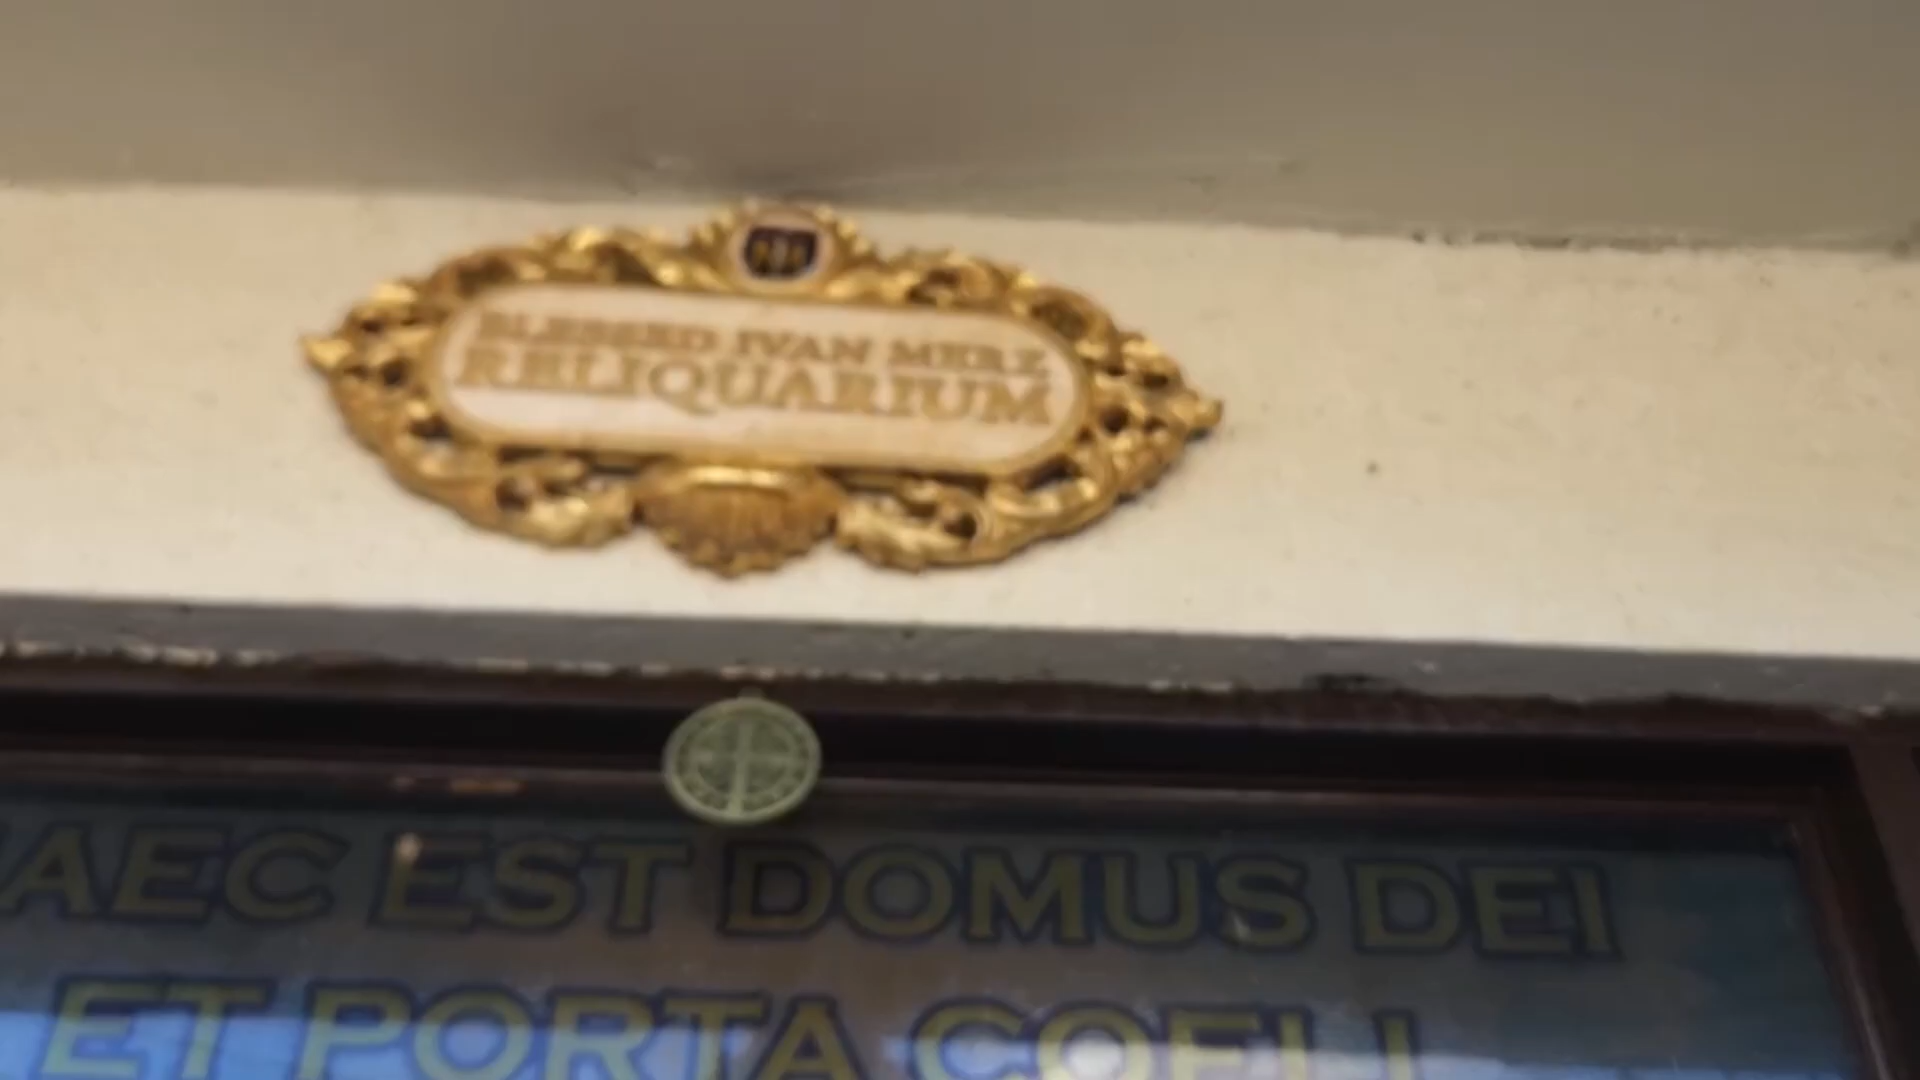 BLESSED IVAN MERZ
RELIQUARIUM
AEC EST DOMUS DEI
ET PORTA COELI